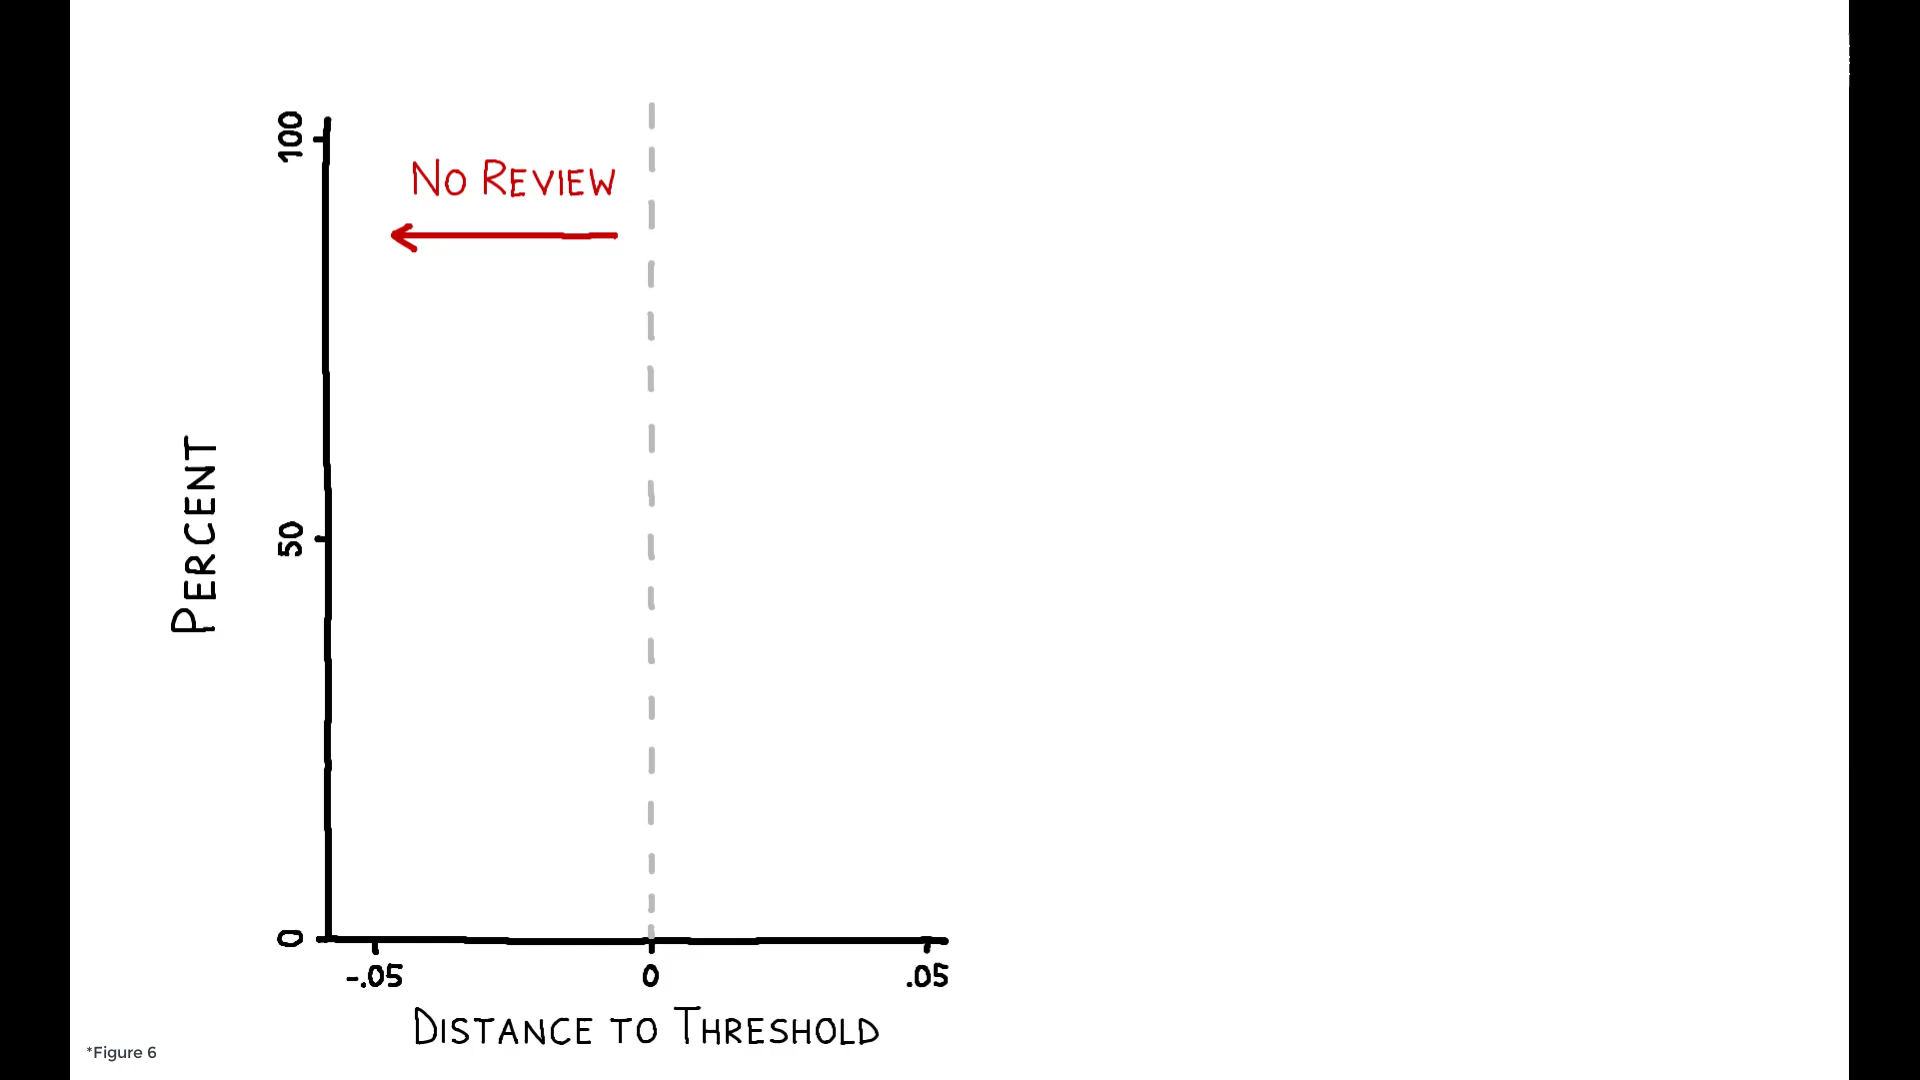 100
NO REVIEW
PERCENT
50
0
-.05 0 .05
DISTANCE TO THRESHOLD
*Figure 6